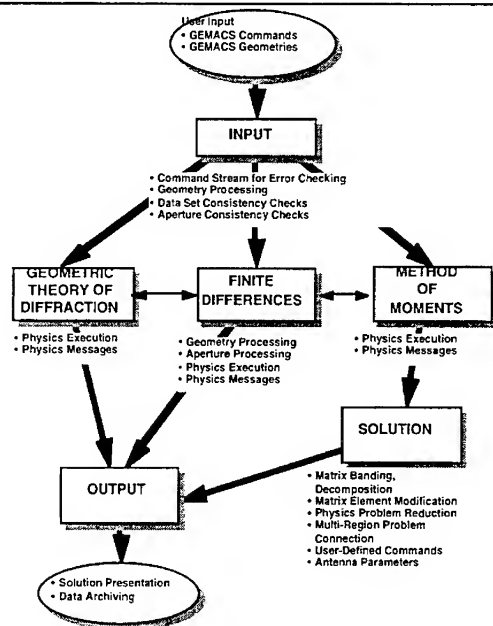 User Input
• GEMACS Commands
• GEMACS Geometries
INPUT
• Command Stream for Error Checking
• Geometry Processing
• Data Set Consistency Checks
• Aperture Consistency Checks
GEOMETRIC
THEORY OF
DIFFRACTION
FINITE
DIFFERENCES
METHOD
OF
MOMENTS
• Physics Execution
• Physics Messages
• Geometry Processing
• Aperture Processing
• Physics Execution
• Physics Messages
• Physics Execution
• Physics Messages
SOLUTION
• Matrix Banding,
Decomposition
• Matrix Element Modification
• Physics Problem Reduction
• Multi-Region Problem
Connection
• User-Defined Commands
• Antenna Parameters
OUTPUT
• Solution Presentation
• Data Archiving